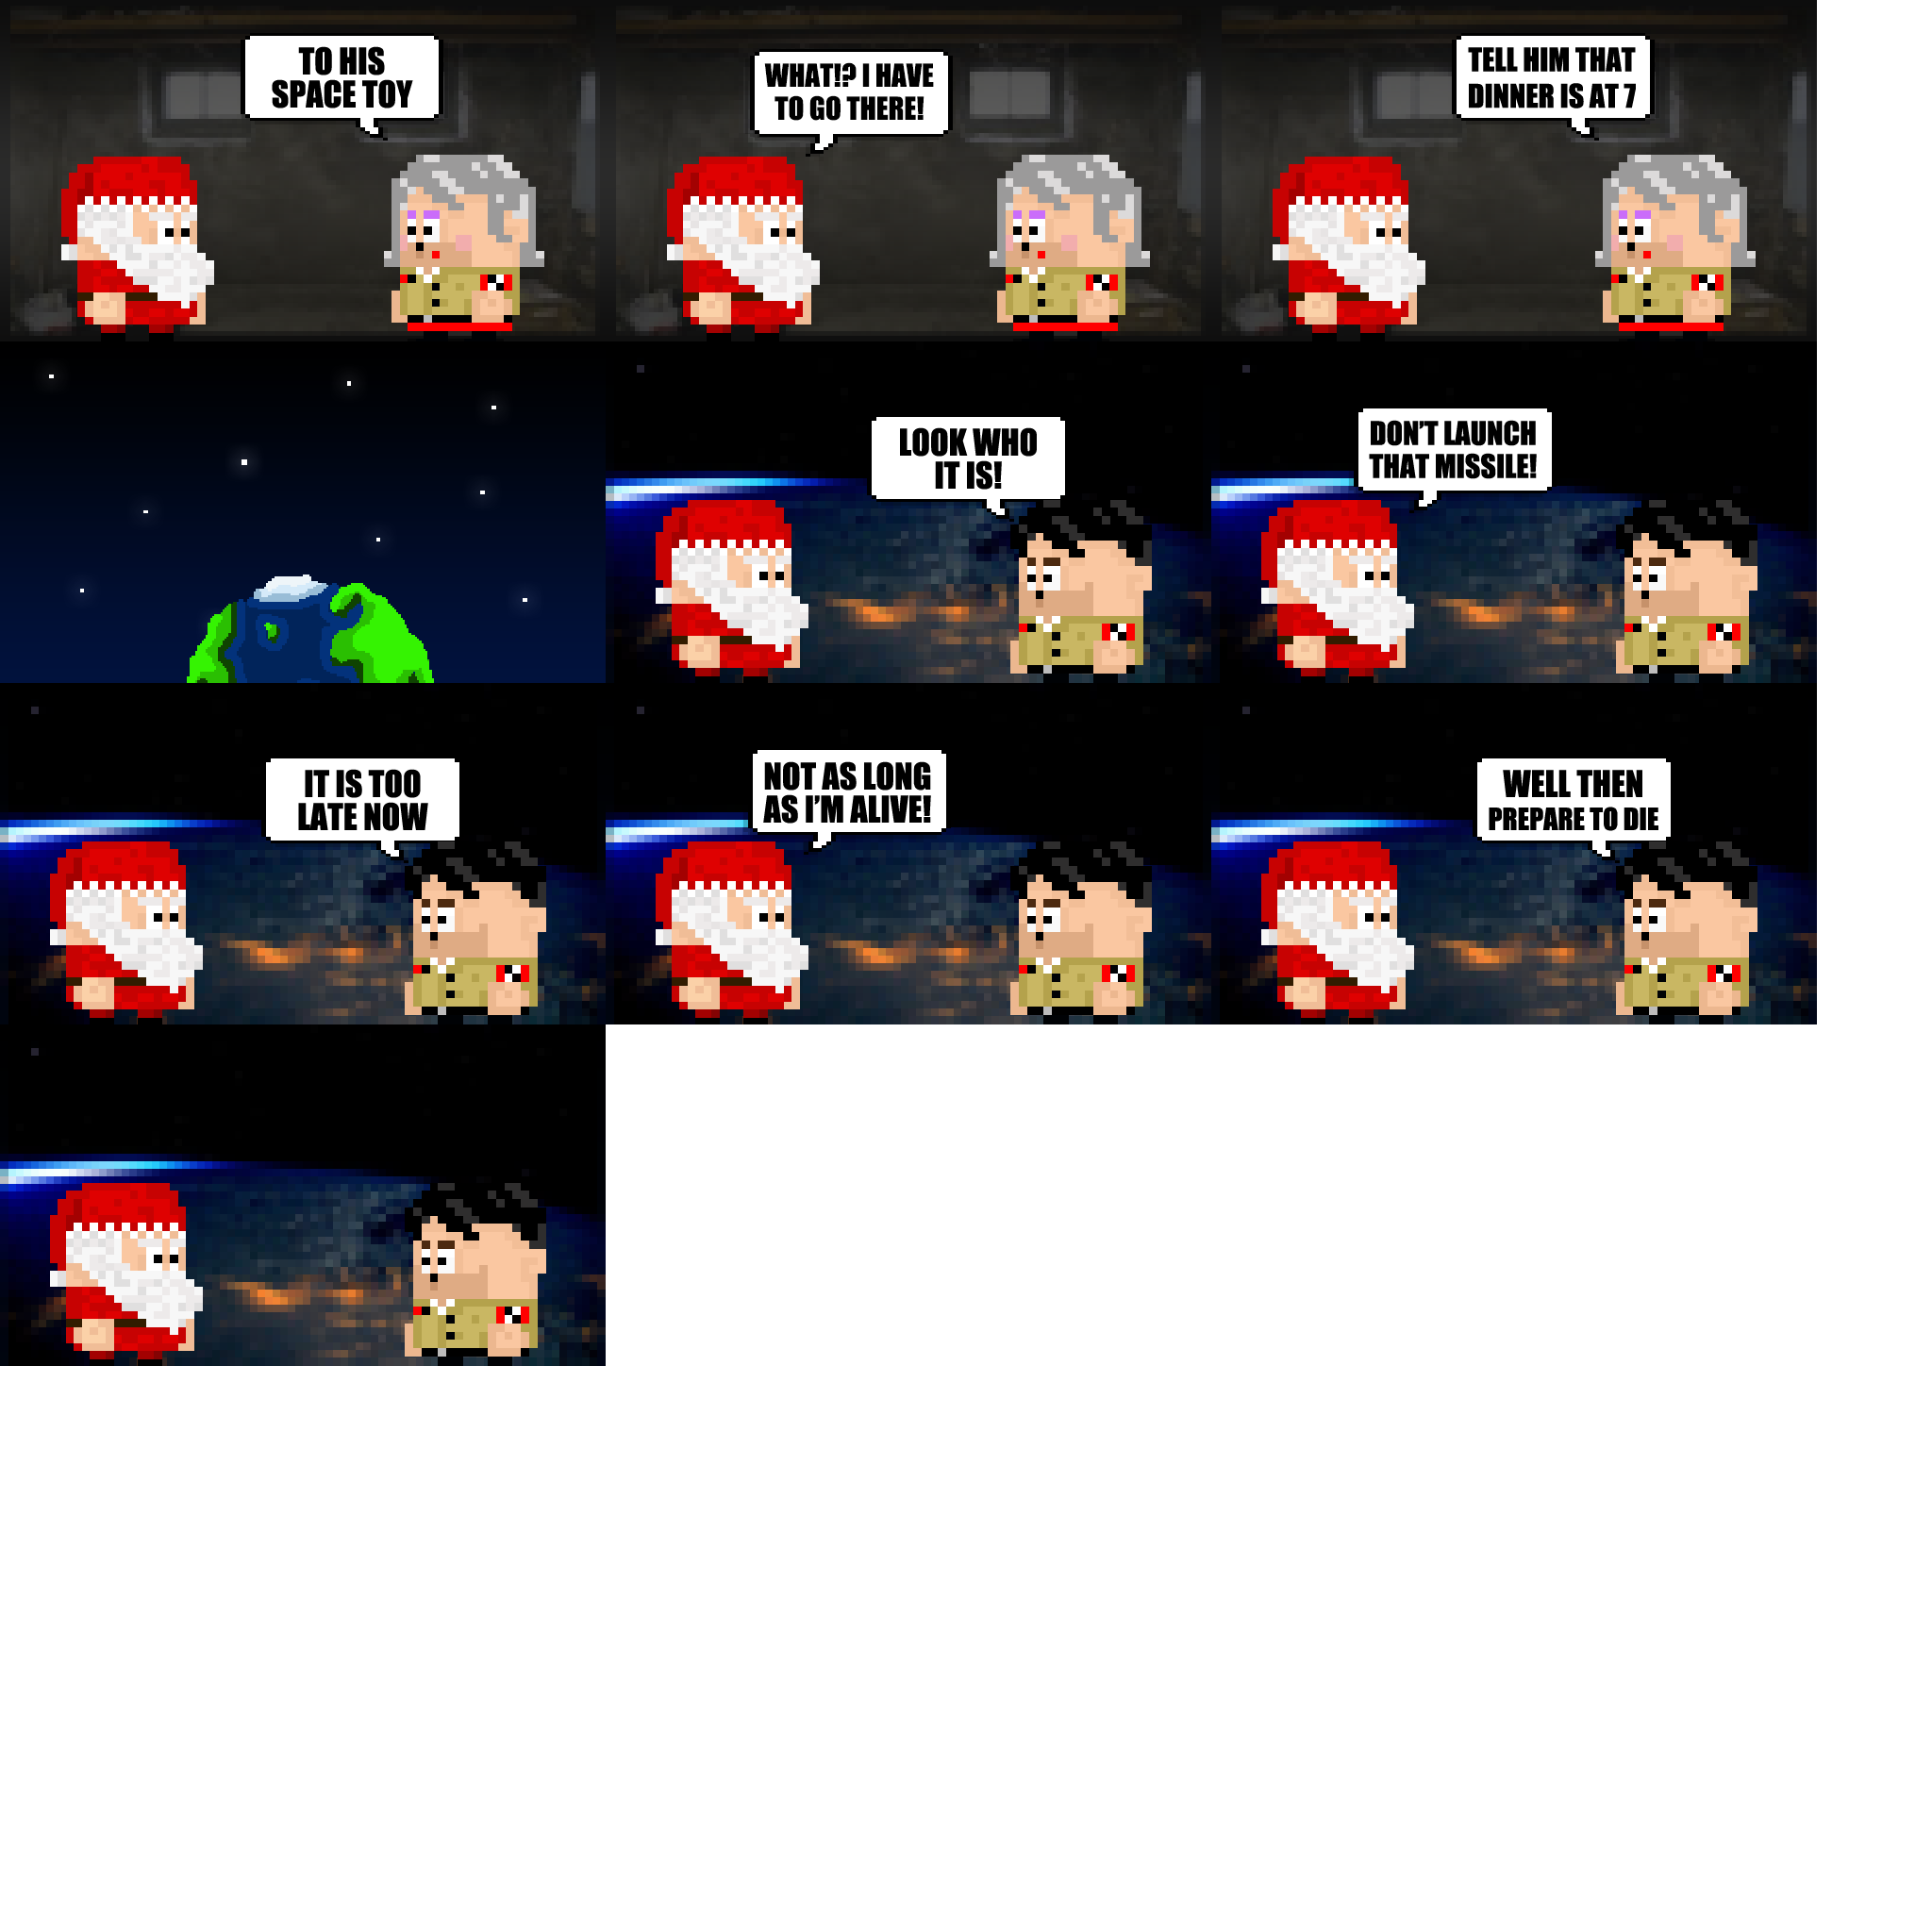 TO HIS
SPACE TOY
WHAT!? I HAVE
TO GO THERE!
TELL HIM THAT
DINNER IS AT 7
LOOK WHO
IT IS!
DON'T LAUNCH
THAT MISSILE!
IT IS TOO
LATE NOW
NOT AS LONG
AS I'M ALIVE!
WELL THEN
PREPARE TO DIE